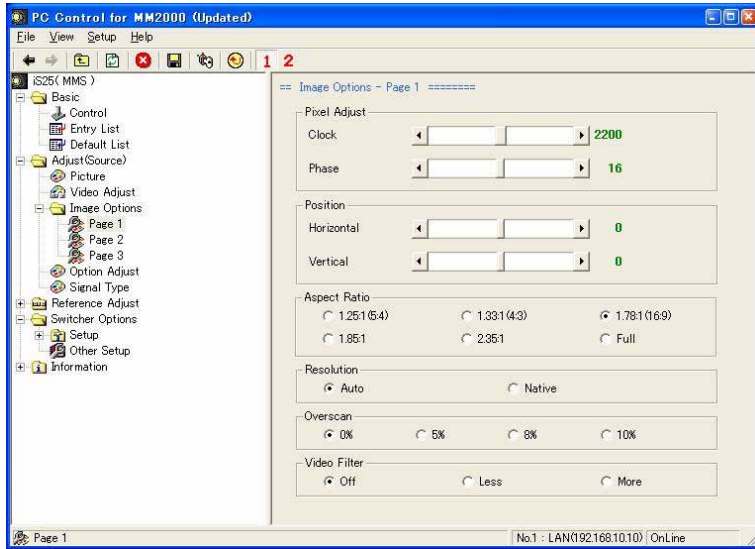 PC Control for MM2000 (Updated)
File View Setup Help
1 2
iS25( MMS )
Basic
Control
Entry List
Default List
Adjust(Source)
Picture
Video Adjust
Image Options
Page 1
Page 2
Page 3
Option Adjust
Signal Type
Reference Adjust
Switcher Options
Setup
Other Setup
Information
== Image Options - Page 1 ========
Pixel Adjust
Clock 2200
Phase 16
Position
Horizontal 0
Vertical 0
Aspect Ratio
1.25:1 (5:4) 1.33:1 (4:3) 1.78:1 (16:9)
1.85:1 2.35:1 Full
Resolution
Auto Native
Overscan
0% 5% 8% 10%
Video Filter
Off Less More
Page 1 No.1 : LAN(192.168.10.10) OnLine